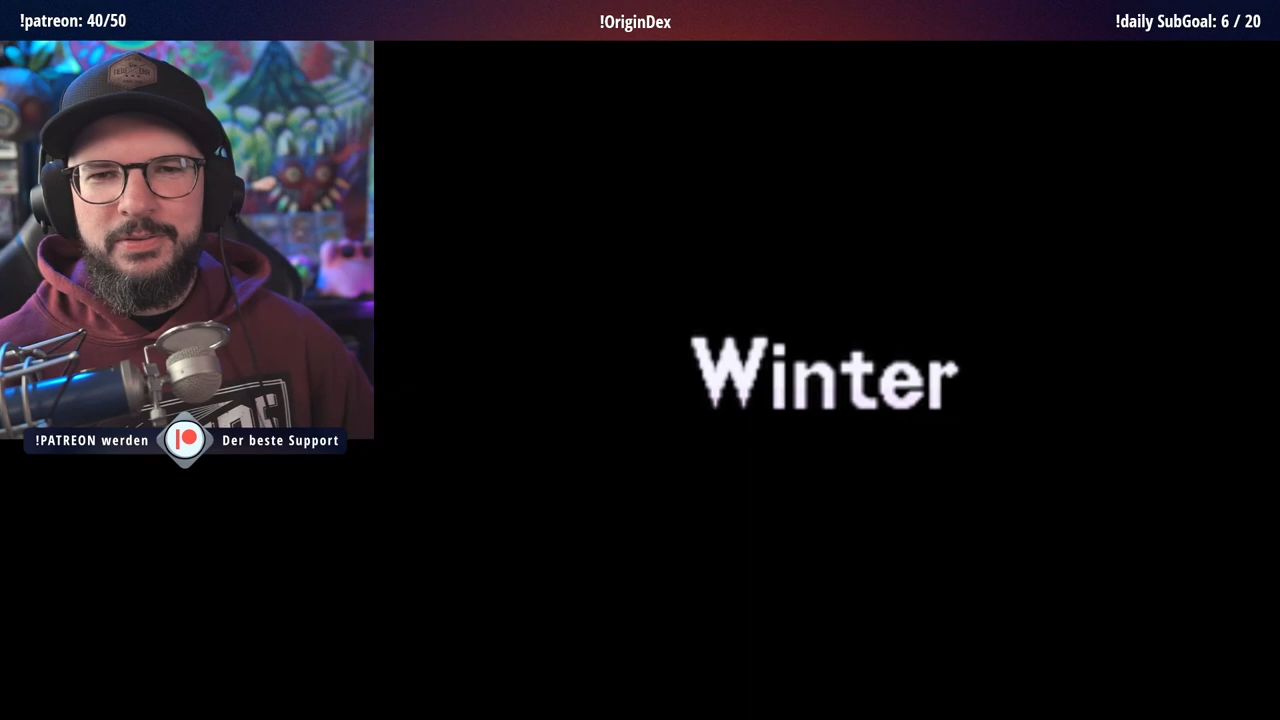 !patreon: 40/50
!OriginDex
!daily SubGoal: 6 / 20
Winter
!PATREON werden
Der beste Support